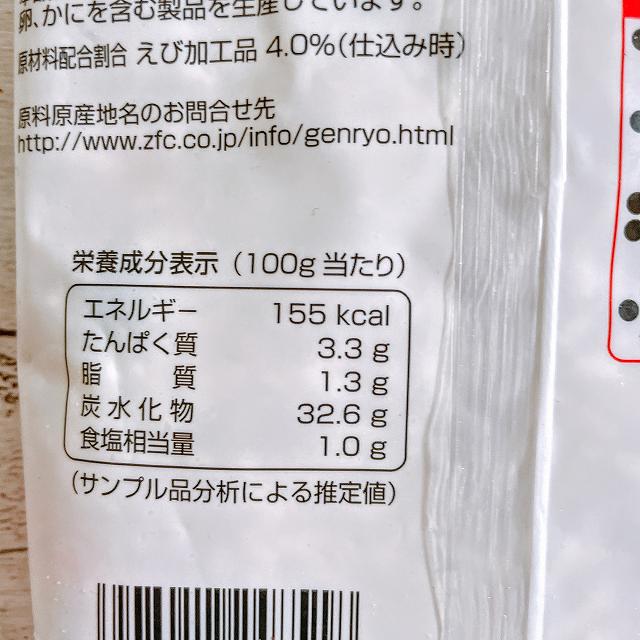 卵、かにを含む製品を生産しています。
原材料配合割合 えび加工品 4.0%(仕込み時)
原料原産地名のお問合せ先
http://www.zfc.co.jp/info/genryo.html
栄養成分表示(100g当たり)
エネルギー 155 kcal
たんぱく質 3.3 g
脂質 1.3 g
炭水化物 32.6 g
食塩相当量 1.0 g
(サンプル品分析による推定値)